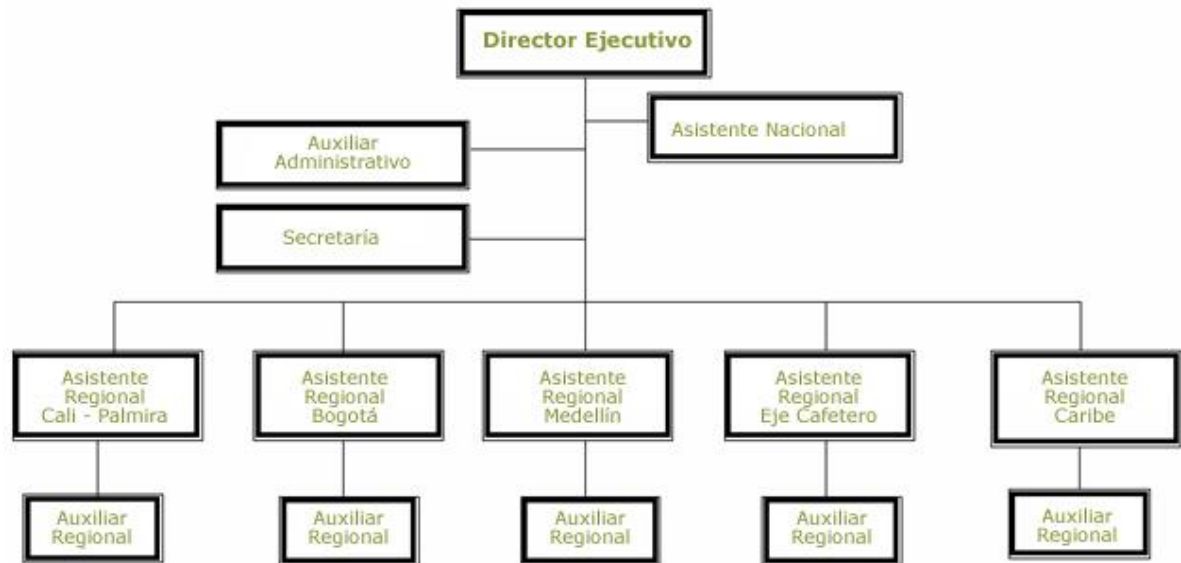 Director Ejecutivo
Asistente Nacional
Auxiliar
Administrativo
Secretaría
Asistente
Regional
Cali - Palmira
Asistente
Regional
Bogotá
Asistente
Regional
Medellín
Asistente
Regional
Eje Cafetero
Asistente
Regional
Caribe
Auxiliar
Regional
Auxiliar
Regional
Auxiliar
Regional
Auxiliar
Regional
Auxiliar
Regional